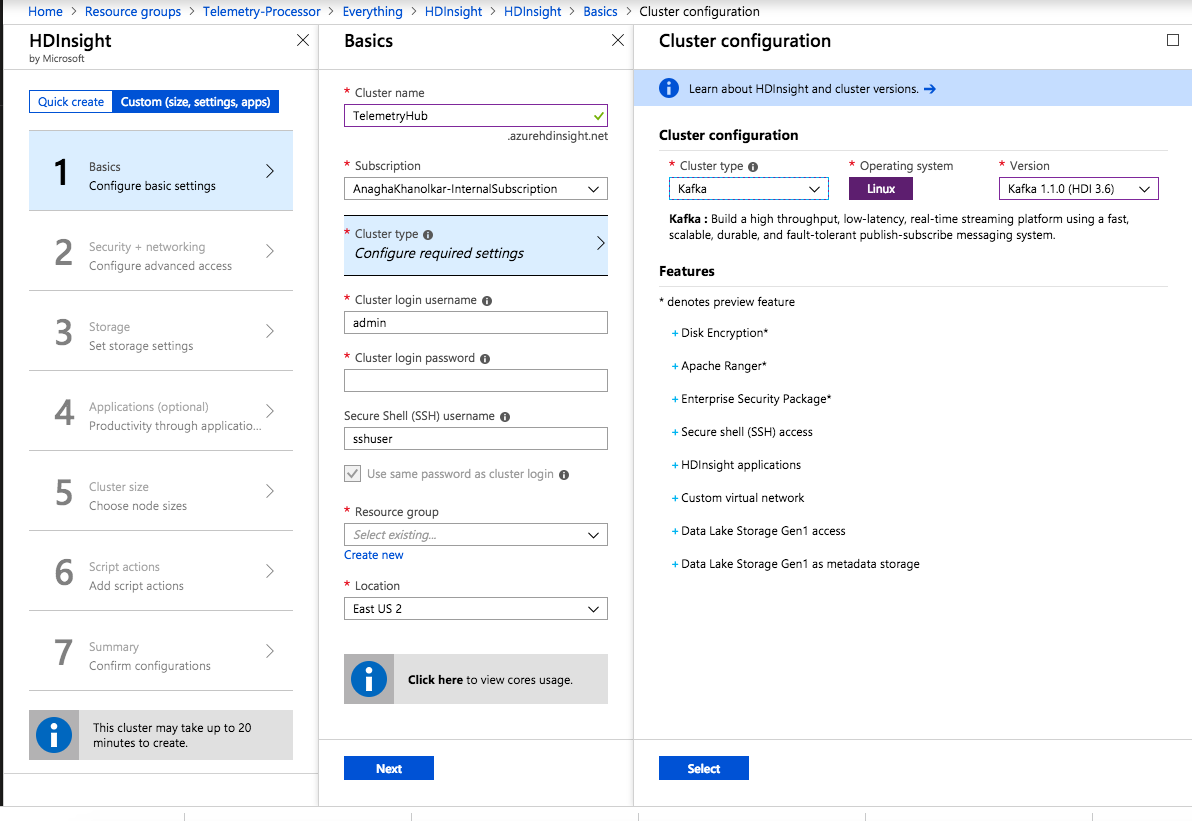 Home > Resource groups > Telemetry-Processor > Everything > HDInsight > HDInsight > Basics > Cluster configuration
HDInsight
by Microsoft
Quick create
Custom (size, settings, apps)
1
Basics
Configure basic settings
2
Security + networking
Configure advanced access
3
Storage
Set storage settings
4
Applications (optional)
Productivity through applicatio...
5
Cluster size
Choose node sizes
6
Script actions
Add script actions
7
Summary
Confirm configurations
This cluster may take up to 20
minutes to create.
Basics
* Cluster name
TelemetryHub
.azurehdinsight.net
* Subscription
AnaghaKhanolkar-InternalSubscription
* Cluster type
Configure required settings
* Cluster login username
admin
* Cluster login password
Secure Shell (SSH) username
sshuser
Use same password as cluster login
* Resource group
Select existing...
Create new
* Location
East US 2
Click here to view cores usage.
Next
Cluster configuration
Learn about HDInsight and cluster versions. →
Cluster configuration
* Cluster type
Kafka
* Operating system
Linux
* Version
Kafka 1.1.0 (HDI 3.6)
Kafka : Build a high throughput, low-latency, real-time streaming platform using a fast,
scalable, durable, and fault-tolerant publish-subscribe messaging system.
Features
* denotes preview feature
+ Disk Encryption*
+ Apache Ranger*
+ Enterprise Security Package*
+ Secure shell (SSH) access
+ HDInsight applications
+ Custom virtual network
+ Data Lake Storage Gen1 access
+ Data Lake Storage Gen1 as metadata storage
Select